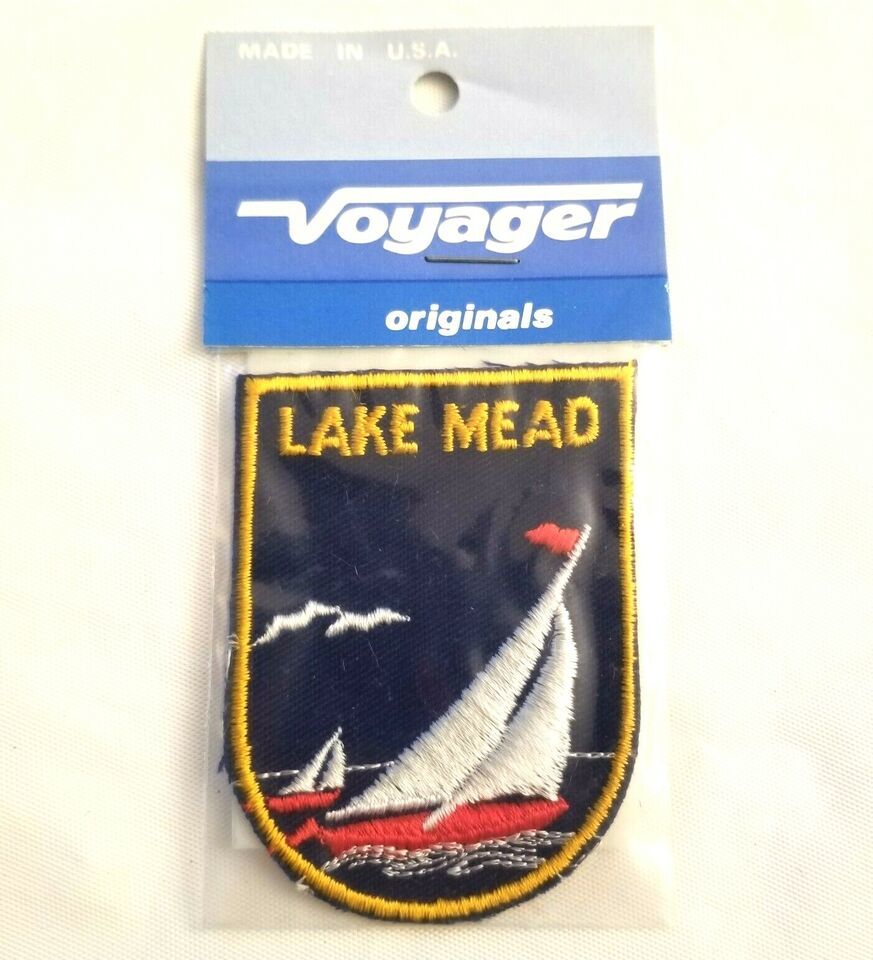 MADE IN U.S.A.
Voyager
originals
LAKE MEAD